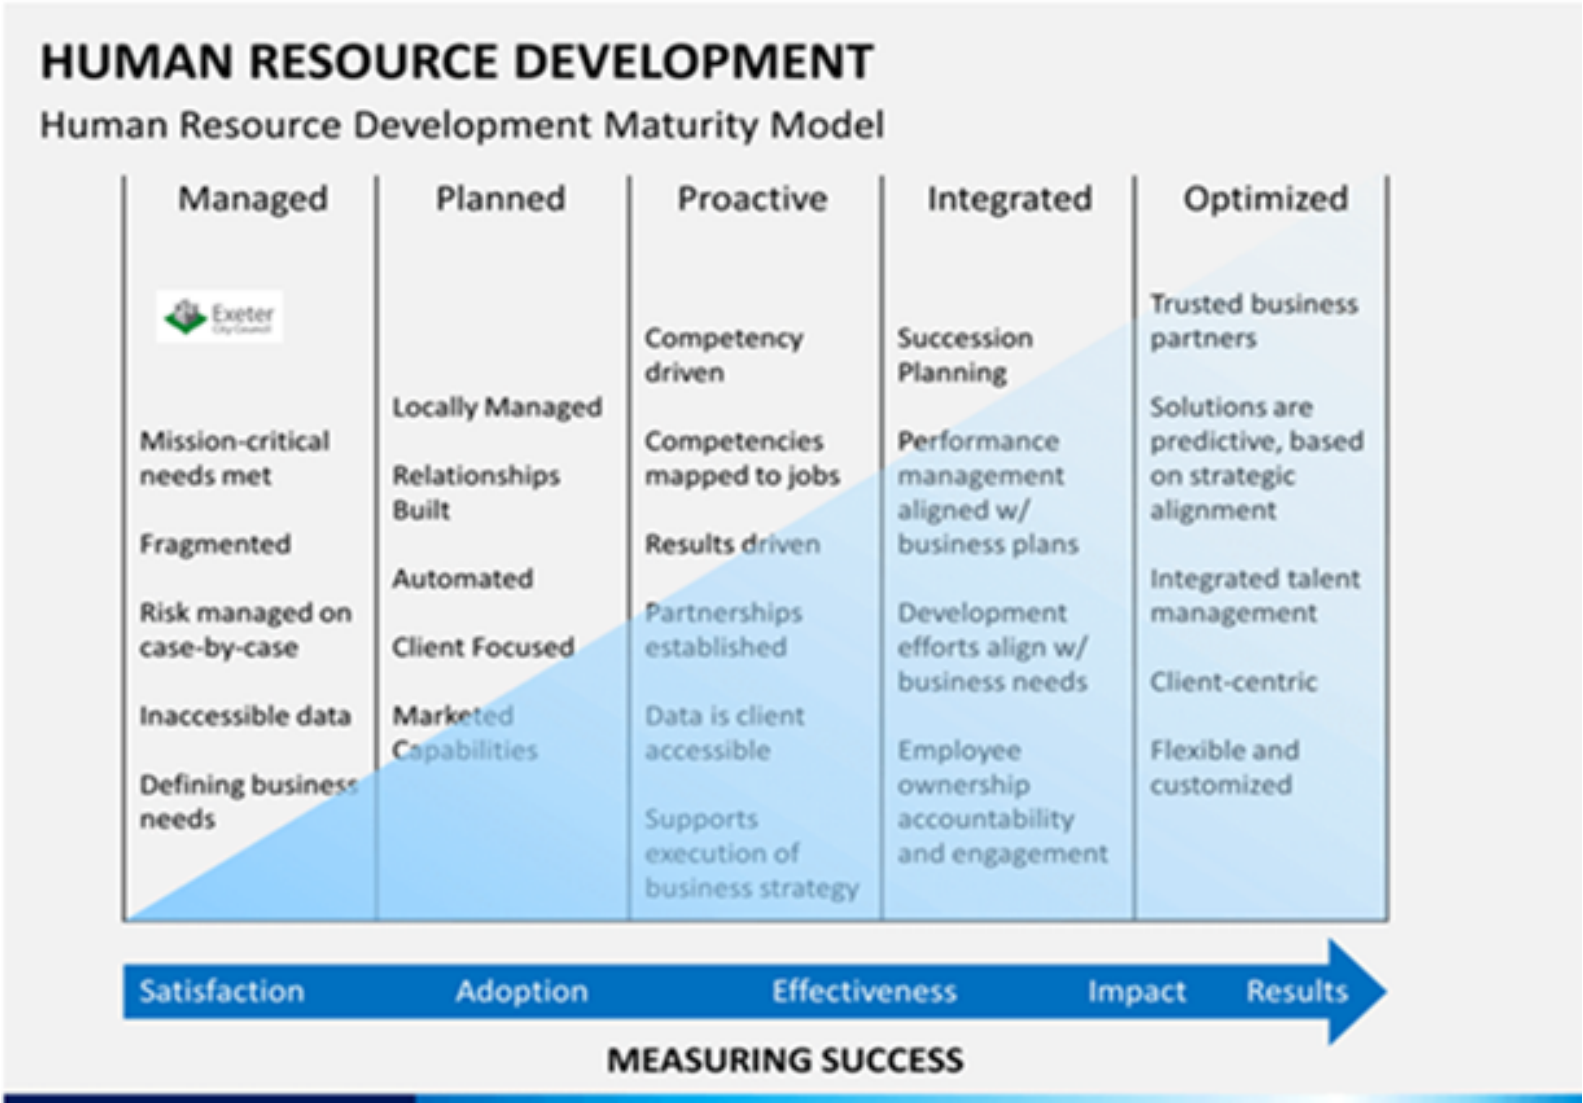 HUMAN RESOURCE DEVELOPMENT
Human Resource Development Maturity Model
Managed
Exeter
City Council
Mission-critical
needs met
Fragmented
Risk managed on
case-by-case
Inaccessible data
Defining business
needs
Planned
Locally Managed
Relationships
Built
Automated
Client Focused
Marketed
Capabilities
Proactive
Competency
driven
Competencies
mapped to jobs
Results driven
Partnerships
established
Data is client
accessible
Supports
execution of
business strategy
Integrated
Succession
Planning
Performance
management
aligned w/
business plans
Development
efforts align w/
business needs
Employee
ownership
accountability
and engagement
Optimized
Trusted business
partners
Solutions are
predictive, based
on strategic
alignment
Integrated talent
management
Client-centric
Flexible and
customized
Satisfaction Adoption Effectiveness Impact Results
MEASURING SUCCESS